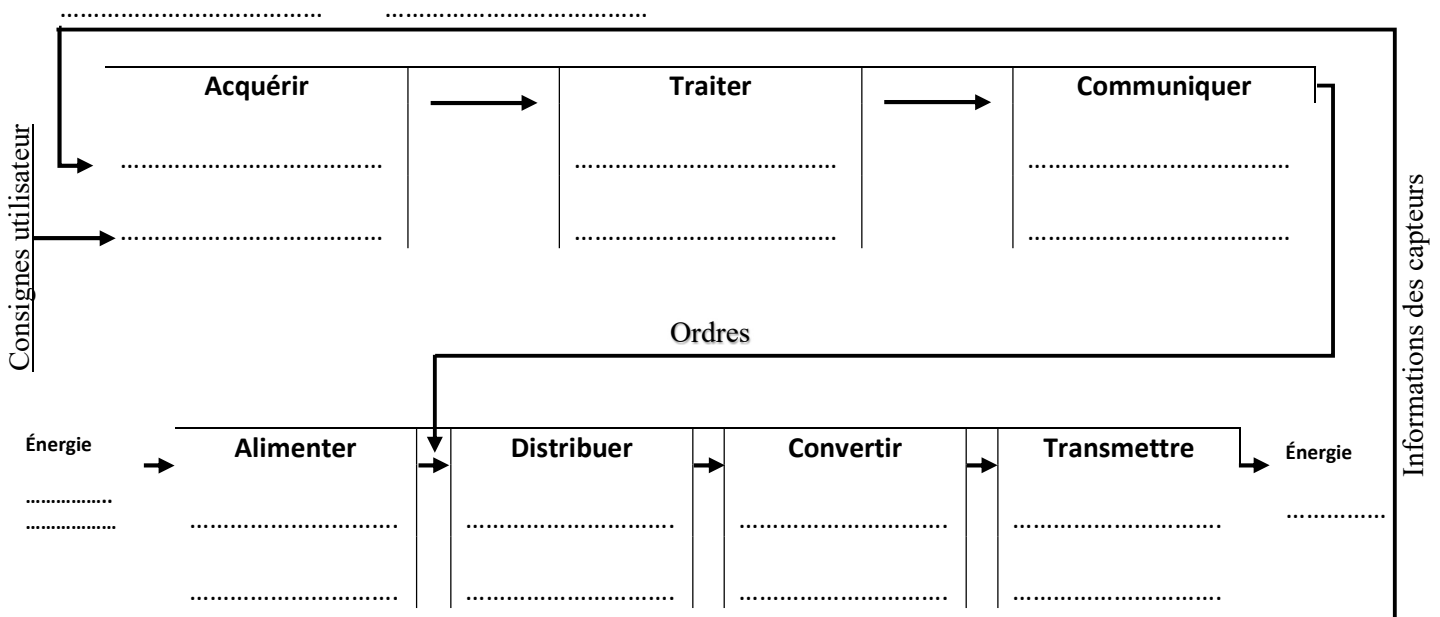 …………………………………  …………………………………
Acquérir  Traiter  Communiquer
…………………………………  …………………………………  …………………………………
…………………………………  …………………………………  …………………………………
Consignes utilisateur
Informations des capteurs
Ordres
Énergie  Alimenter  Distribuer  Convertir  Transmettre  Énergie
……………..
………………  ………………………….  ………………………….  ………………………….  ………………………….  ……………
………………………….  ………………………….  ………………………….  ………………………….